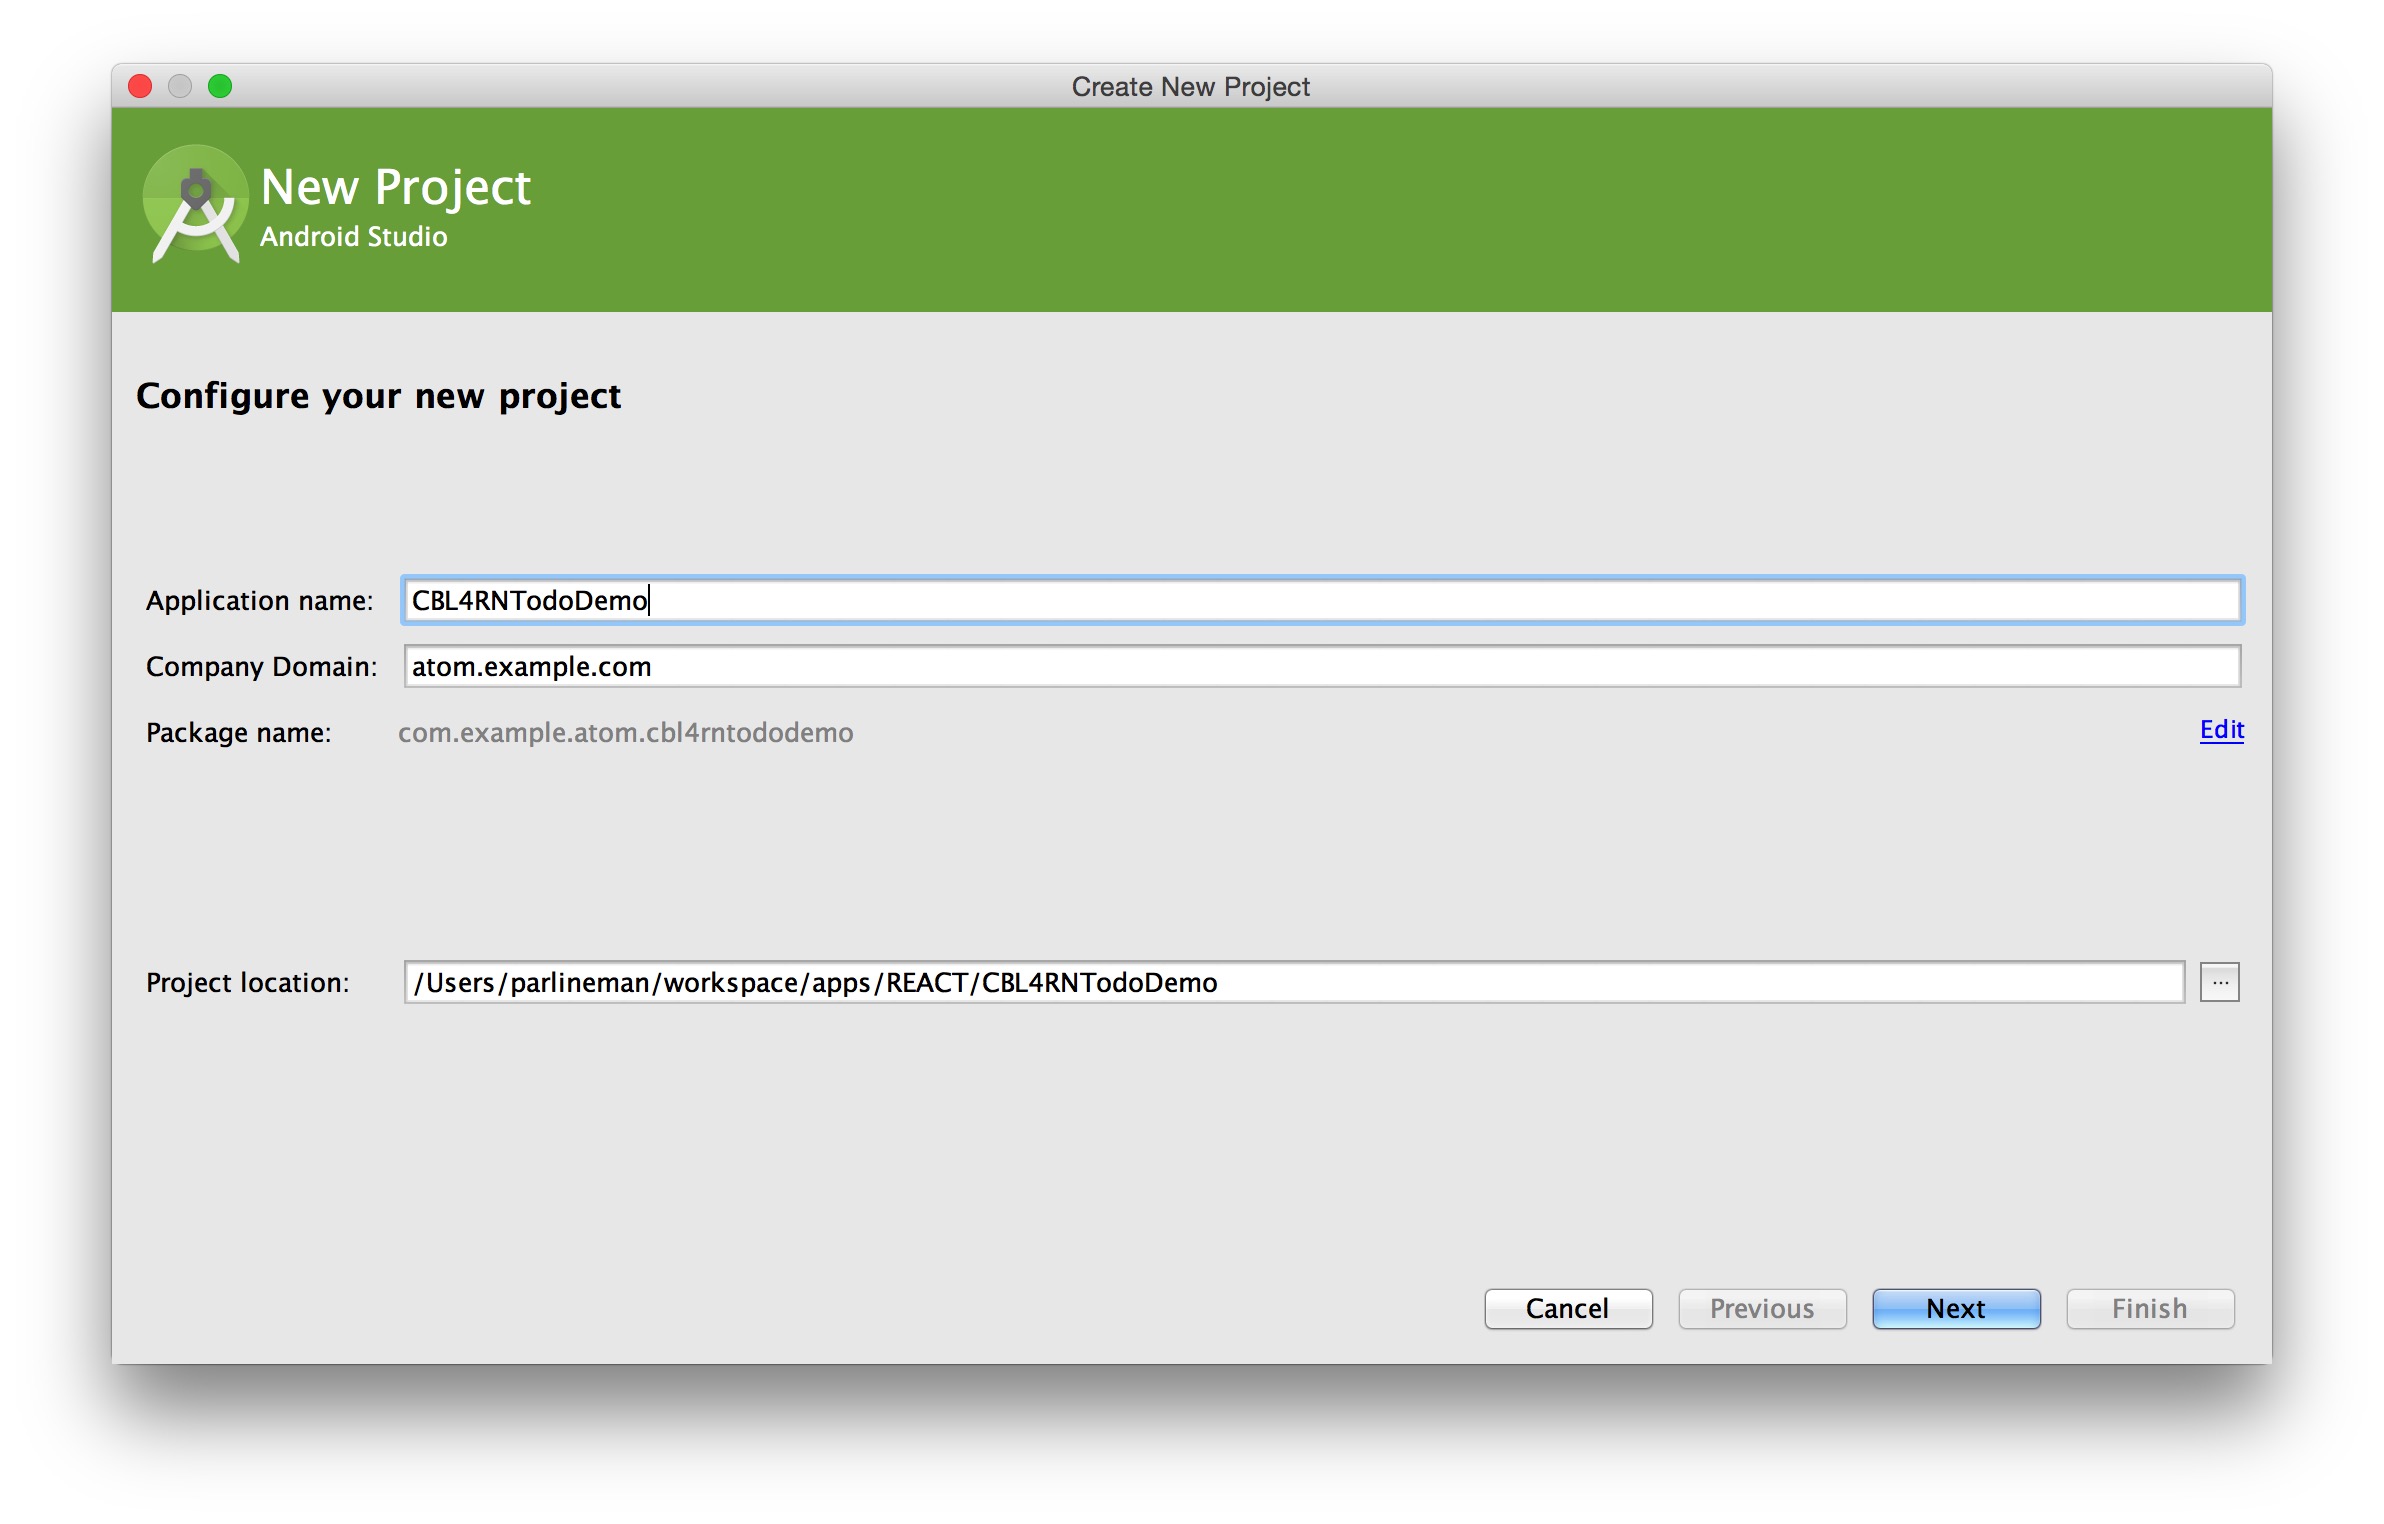 Create New Project
New Project
Android Studio
Configure your new project
Application name: CBL4RNTodoDemo
Company Domain: atom.example.com
Package name: com.example.atom.cbl4rntododemo Edit
Project location: /Users/parlineman/workspace/apps/REACT/CBL4RNTodoDemo ...
Cancel Previous Next Finish